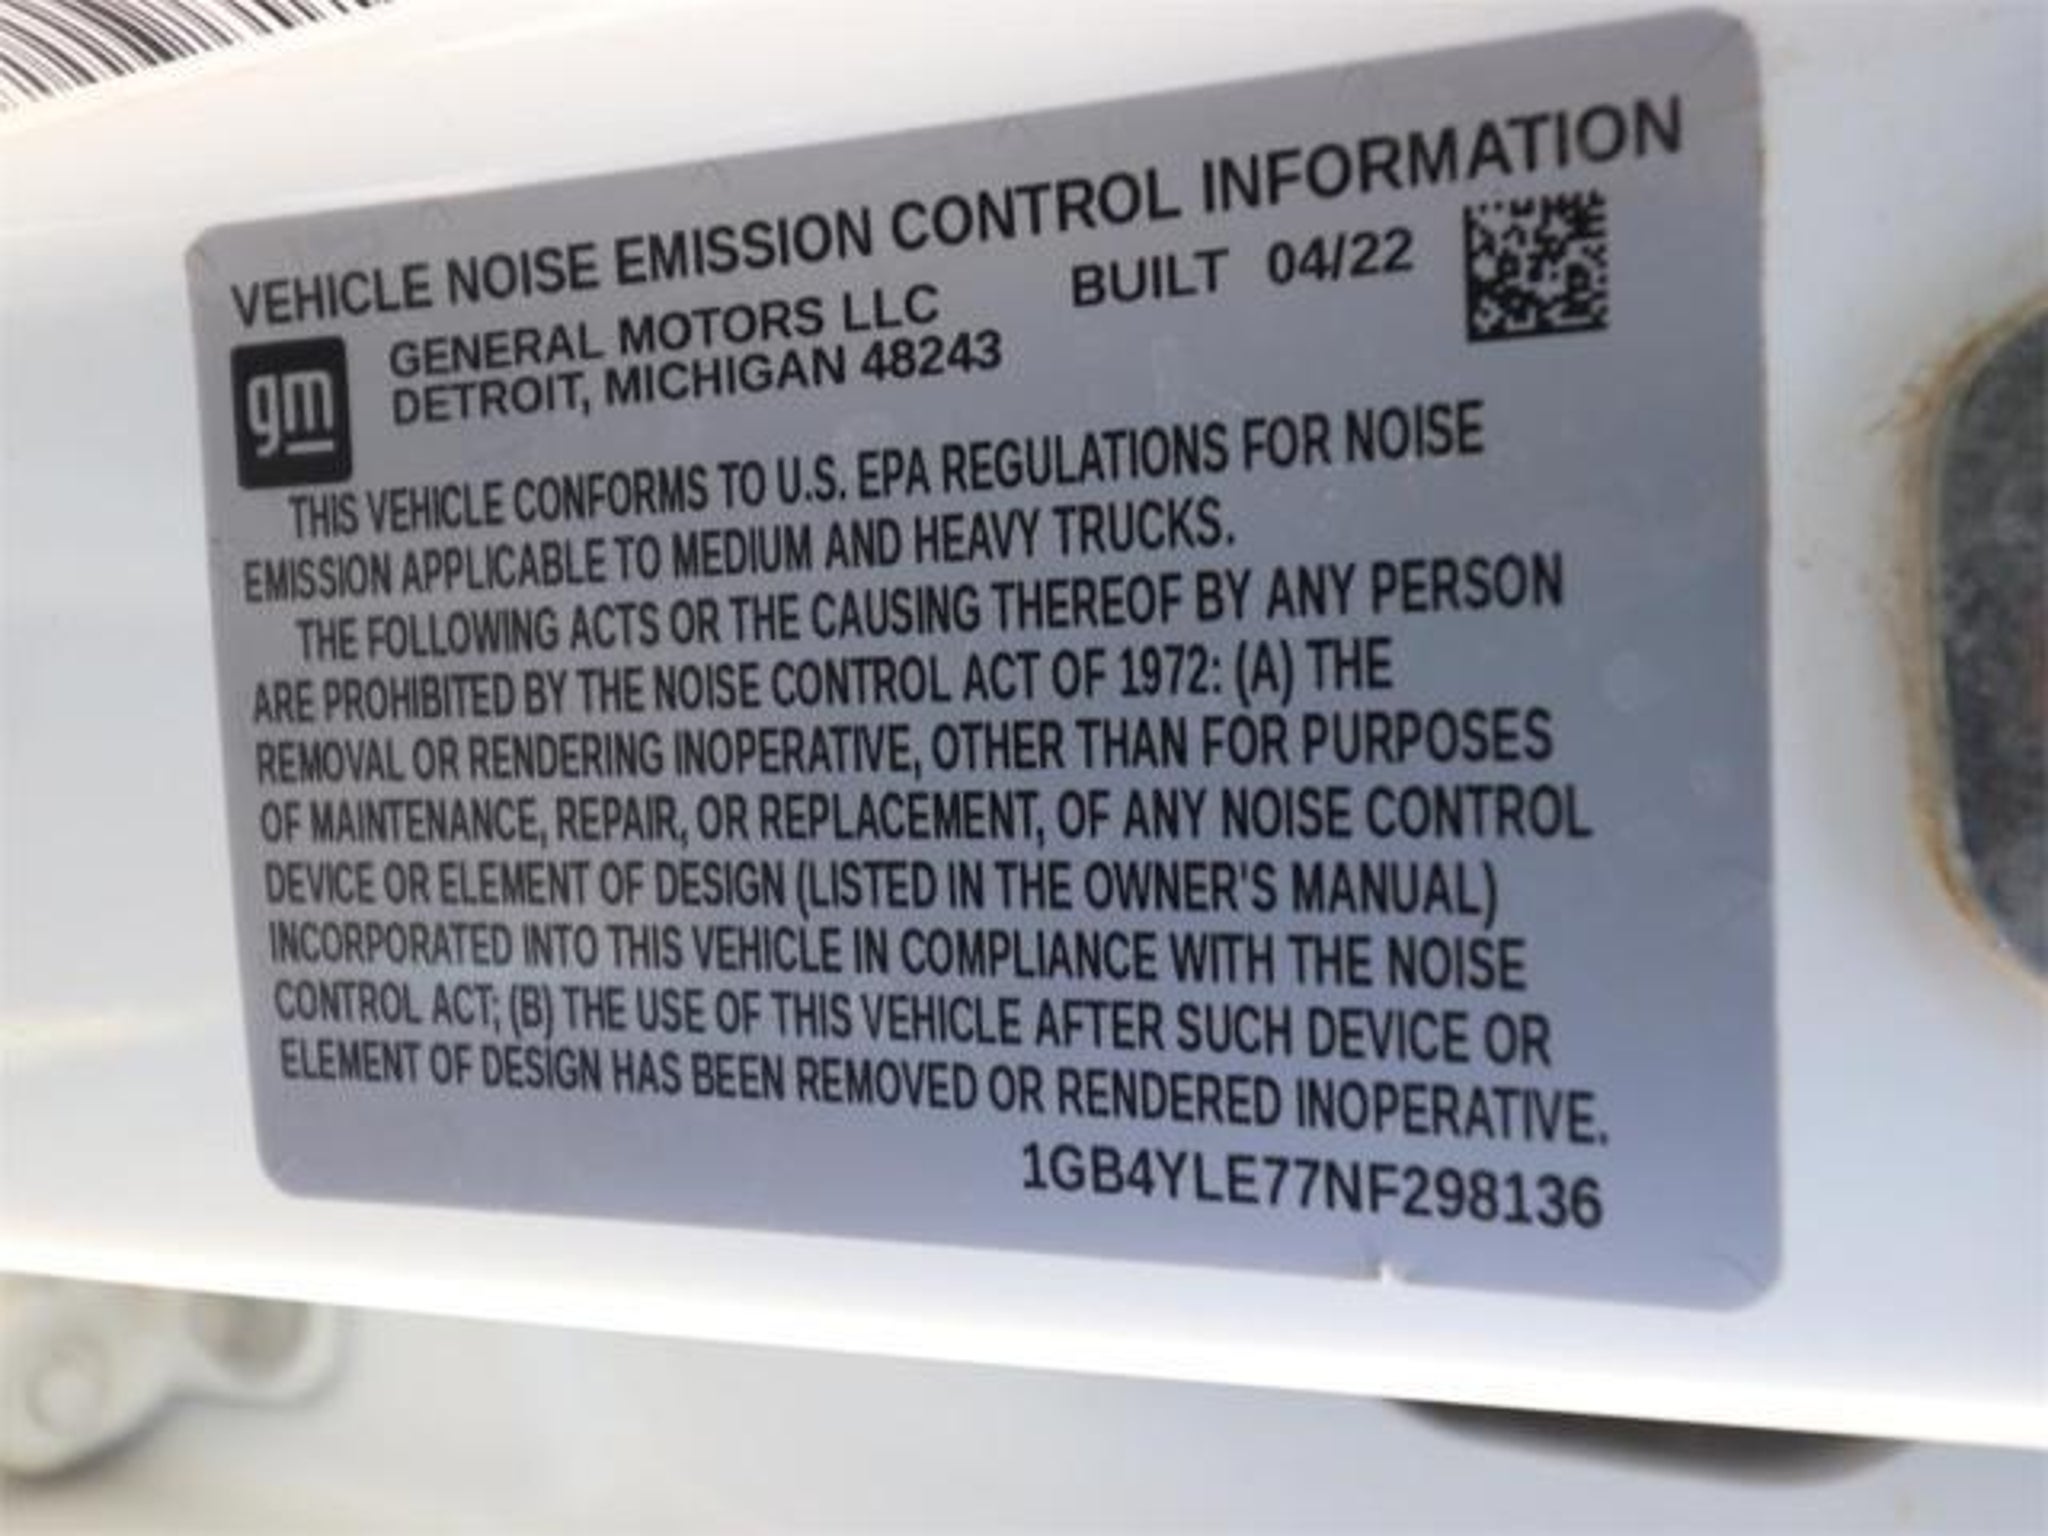 VEHICLE NOISE EMISSION CONTROL INFORMATION
GENERAL MOTORS LLC BUILT 04/22
DETROIT, MICHIGAN 48243
gm
THIS VEHICLE CONFORMS TO U.S. EPA REGULATIONS FOR NOISE
EMISSION APPLICABLE TO MEDIUM AND HEAVY TRUCKS.
THE FOLLOWING ACTS OR THE CAUSING THEREOF BY ANY PERSON
ARE PROHIBITED BY THE NOISE CONTROL ACT OF 1972: (A) THE
REMOVAL OR RENDERING INOPERATIVE, OTHER THAN FOR PURPOSES
OF MAINTENANCE, REPAIR, OR REPLACEMENT, OF ANY NOISE CONTROL
DEVICE OR ELEMENT OF DESIGN (LISTED IN THE OWNER'S MANUAL)
INCORPORATED INTO THIS VEHICLE IN COMPLIANCE WITH THE NOISE
CONTROL ACT; (B) THE USE OF THIS VEHICLE AFTER SUCH DEVICE OR
ELEMENT OF DESIGN HAS BEEN REMOVED OR RENDERED INOPERATIVE.
1GB4YLE77NF298136